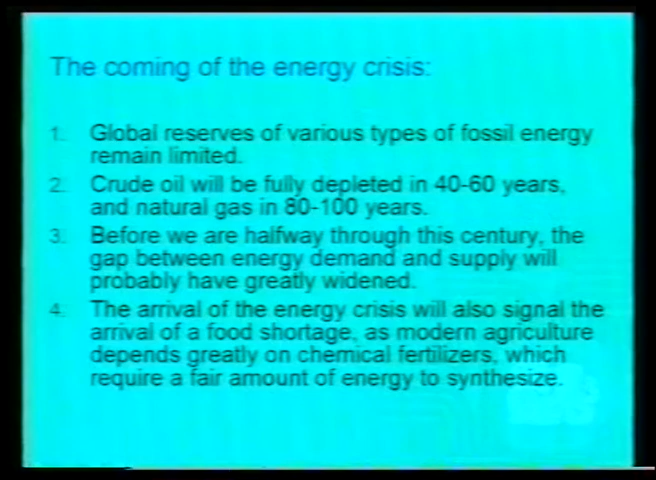 The coming of the energy crisis:
1. Global reserves of various types of fossil energy
remain limited.
2. Crude oil will be fully depleted in 40-60 years,
and natural gas in 80-100 years.
3. Before we are halfway through this century, the
gap between energy demand and supply will
probably have greatly widened.
4. The arrival of the energy crisis will also signal the
arrival of a food shortage, as modern agriculture
depends greatly on chemical fertilizers, which
require a fair amount of energy to synthesize.